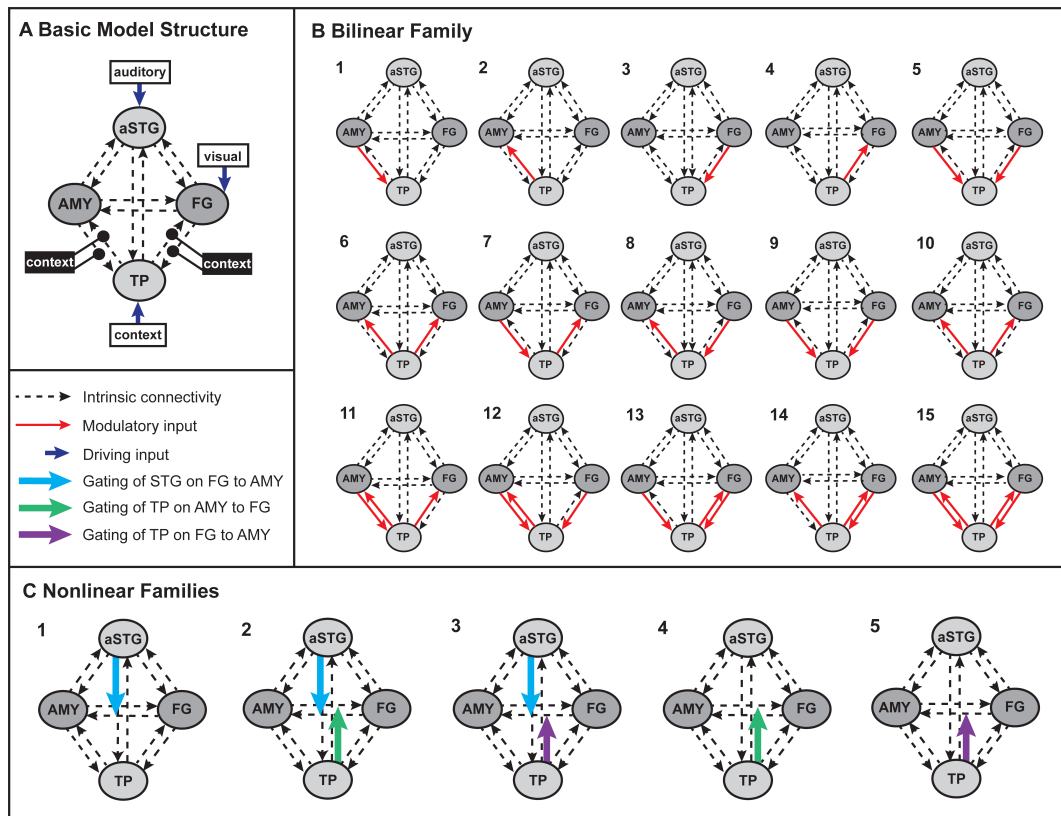 A Basic Model Structure
auditory
aSTG
visual
AMY
FG
context
context
TP
context
Intrinsic connectivity
Modulatory input
Driving input
Gating of STG on FG to AMY
Gating of TP on AMY to FG
Gating of TP on FG to AMY
B Bilinear Family
1 2 3 4 5
aSTG aSTG aSTG aSTG aSTG
AMY FG AMY FG AMY FG AMY FG AMY FG
TP TP TP TP TP
6 7 8 9 10
aSTG aSTG aSTG aSTG aSTG
AMY FG AMY FG AMY FG AMY FG AMY FG
TP TP TP TP TP
11 12 13 14 15
aSTG aSTG aSTG aSTG aSTG
AMY FG AMY FG AMY FG AMY FG AMY FG
TP TP TP TP TP
C Nonlinear Families
1 2 3 4 5
aSTG aSTG aSTG aSTG aSTG
AMY FG AMY FG AMY FG AMY FG AMY FG
TP TP TP TP TP